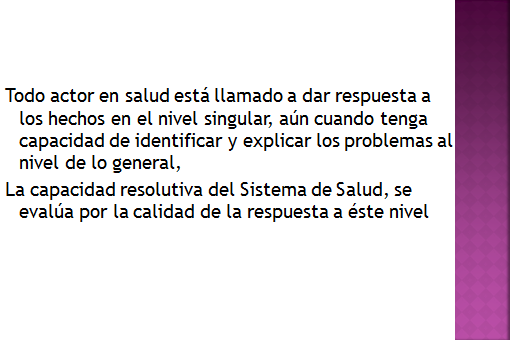 Todo actor en salud está llamado a dar respuesta a
los hechos en el nivel singular, aún cuando tenga
capacidad de identificar y explicar los problemas al
nivel de lo general,
La capacidad resolutiva del Sistema de Salud, se
evalúa por la calidad de la respuesta a éste nivel